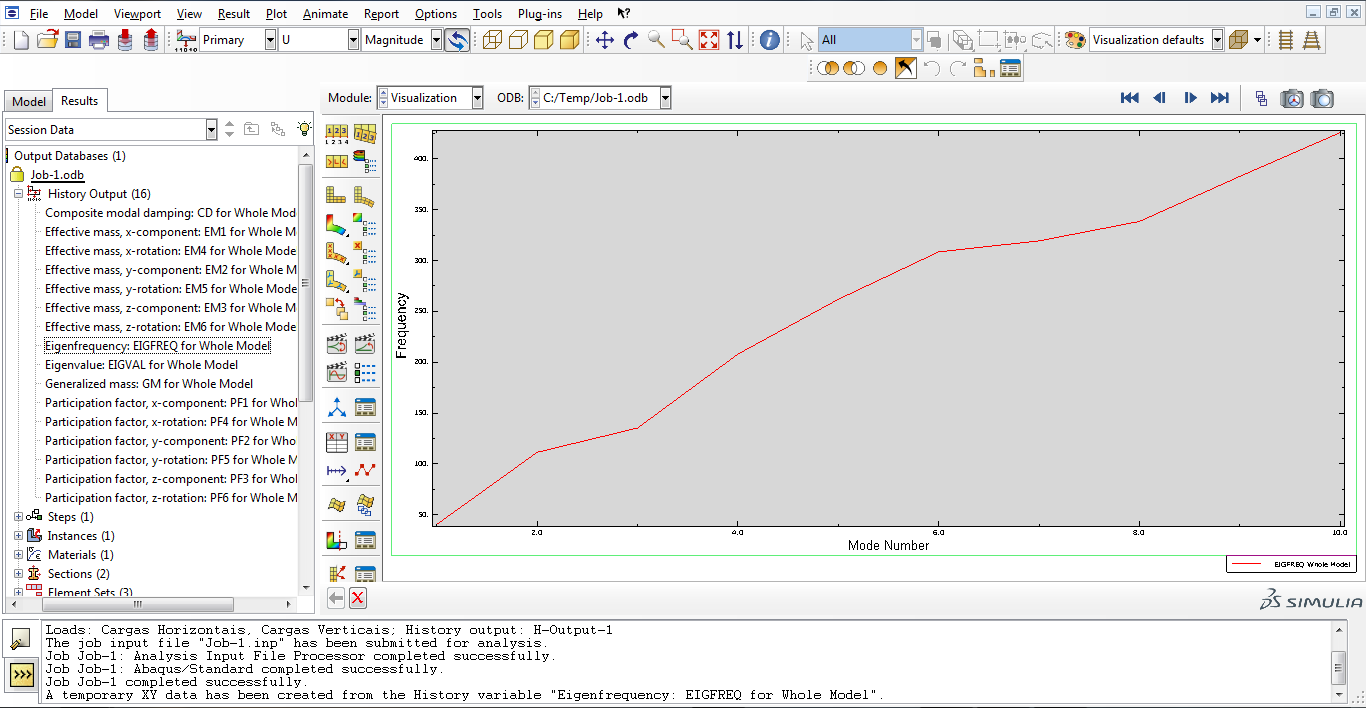 File Model Viewport View Result Plot Animate Report Options Tools Plug-ins Help
Primary U Magnitude All Visualization defaults
Model Results
Module: Visualization ODB: C:/Temp/Job-1.odb
Session Data
Output Databases (1)
Job-1.odb
History Output (16)
Composite modal damping: CD for Whole Mod
Effective mass, x-component: EM1 for Whole M
Effective mass, x-rotation: EM4 for Whole Mode
Effective mass, y-component: EM2 for Whole M
Effective mass, y-rotation: EM5 for Whole Mode
Effective mass, z-component: EM3 for Whole M
Effective mass, z-rotation: EM6 for Whole Mode
Eigenfrequency: EIGFREQ for Whole Model
Eigenvalue: EIGVAL for Whole Model
Generalized mass: GM for Whole Model
Participation factor, x-component: PF1 for Whol
Participation factor, x-rotation: PF4 for Whole M
Participation factor, y-component: PF2 for Who
Participation factor, y-rotation: PF5 for Whole M
Participation factor, z-component: PF3 for Whol
Participation factor, z-rotation: PF6 for Whole M
Steps (1)
Instances (1)
Materials (1)
Sections (2)
Element Sets (3)
400.
350.
300.
250.
200.
150.
100.
50.
Frequency
2.0 4.0 6.0 8.0 10.0
Mode Number
EIGFREQ Whole Model
SIMULIA
Loads: Cargas Horizontais, Cargas Verticais; History output: H-Output-1
The job input file "Job-1.inp" has been submitted for analysis.
Job Job-1: Analysis Input File Processor completed successfully.
Job Job-1: Abaqus/Standard completed successfully.
Job Job-1 completed successfully.
A temporary XY data has been created from the History variable "Eigenfrequency: EIGFREQ for Whole Model".